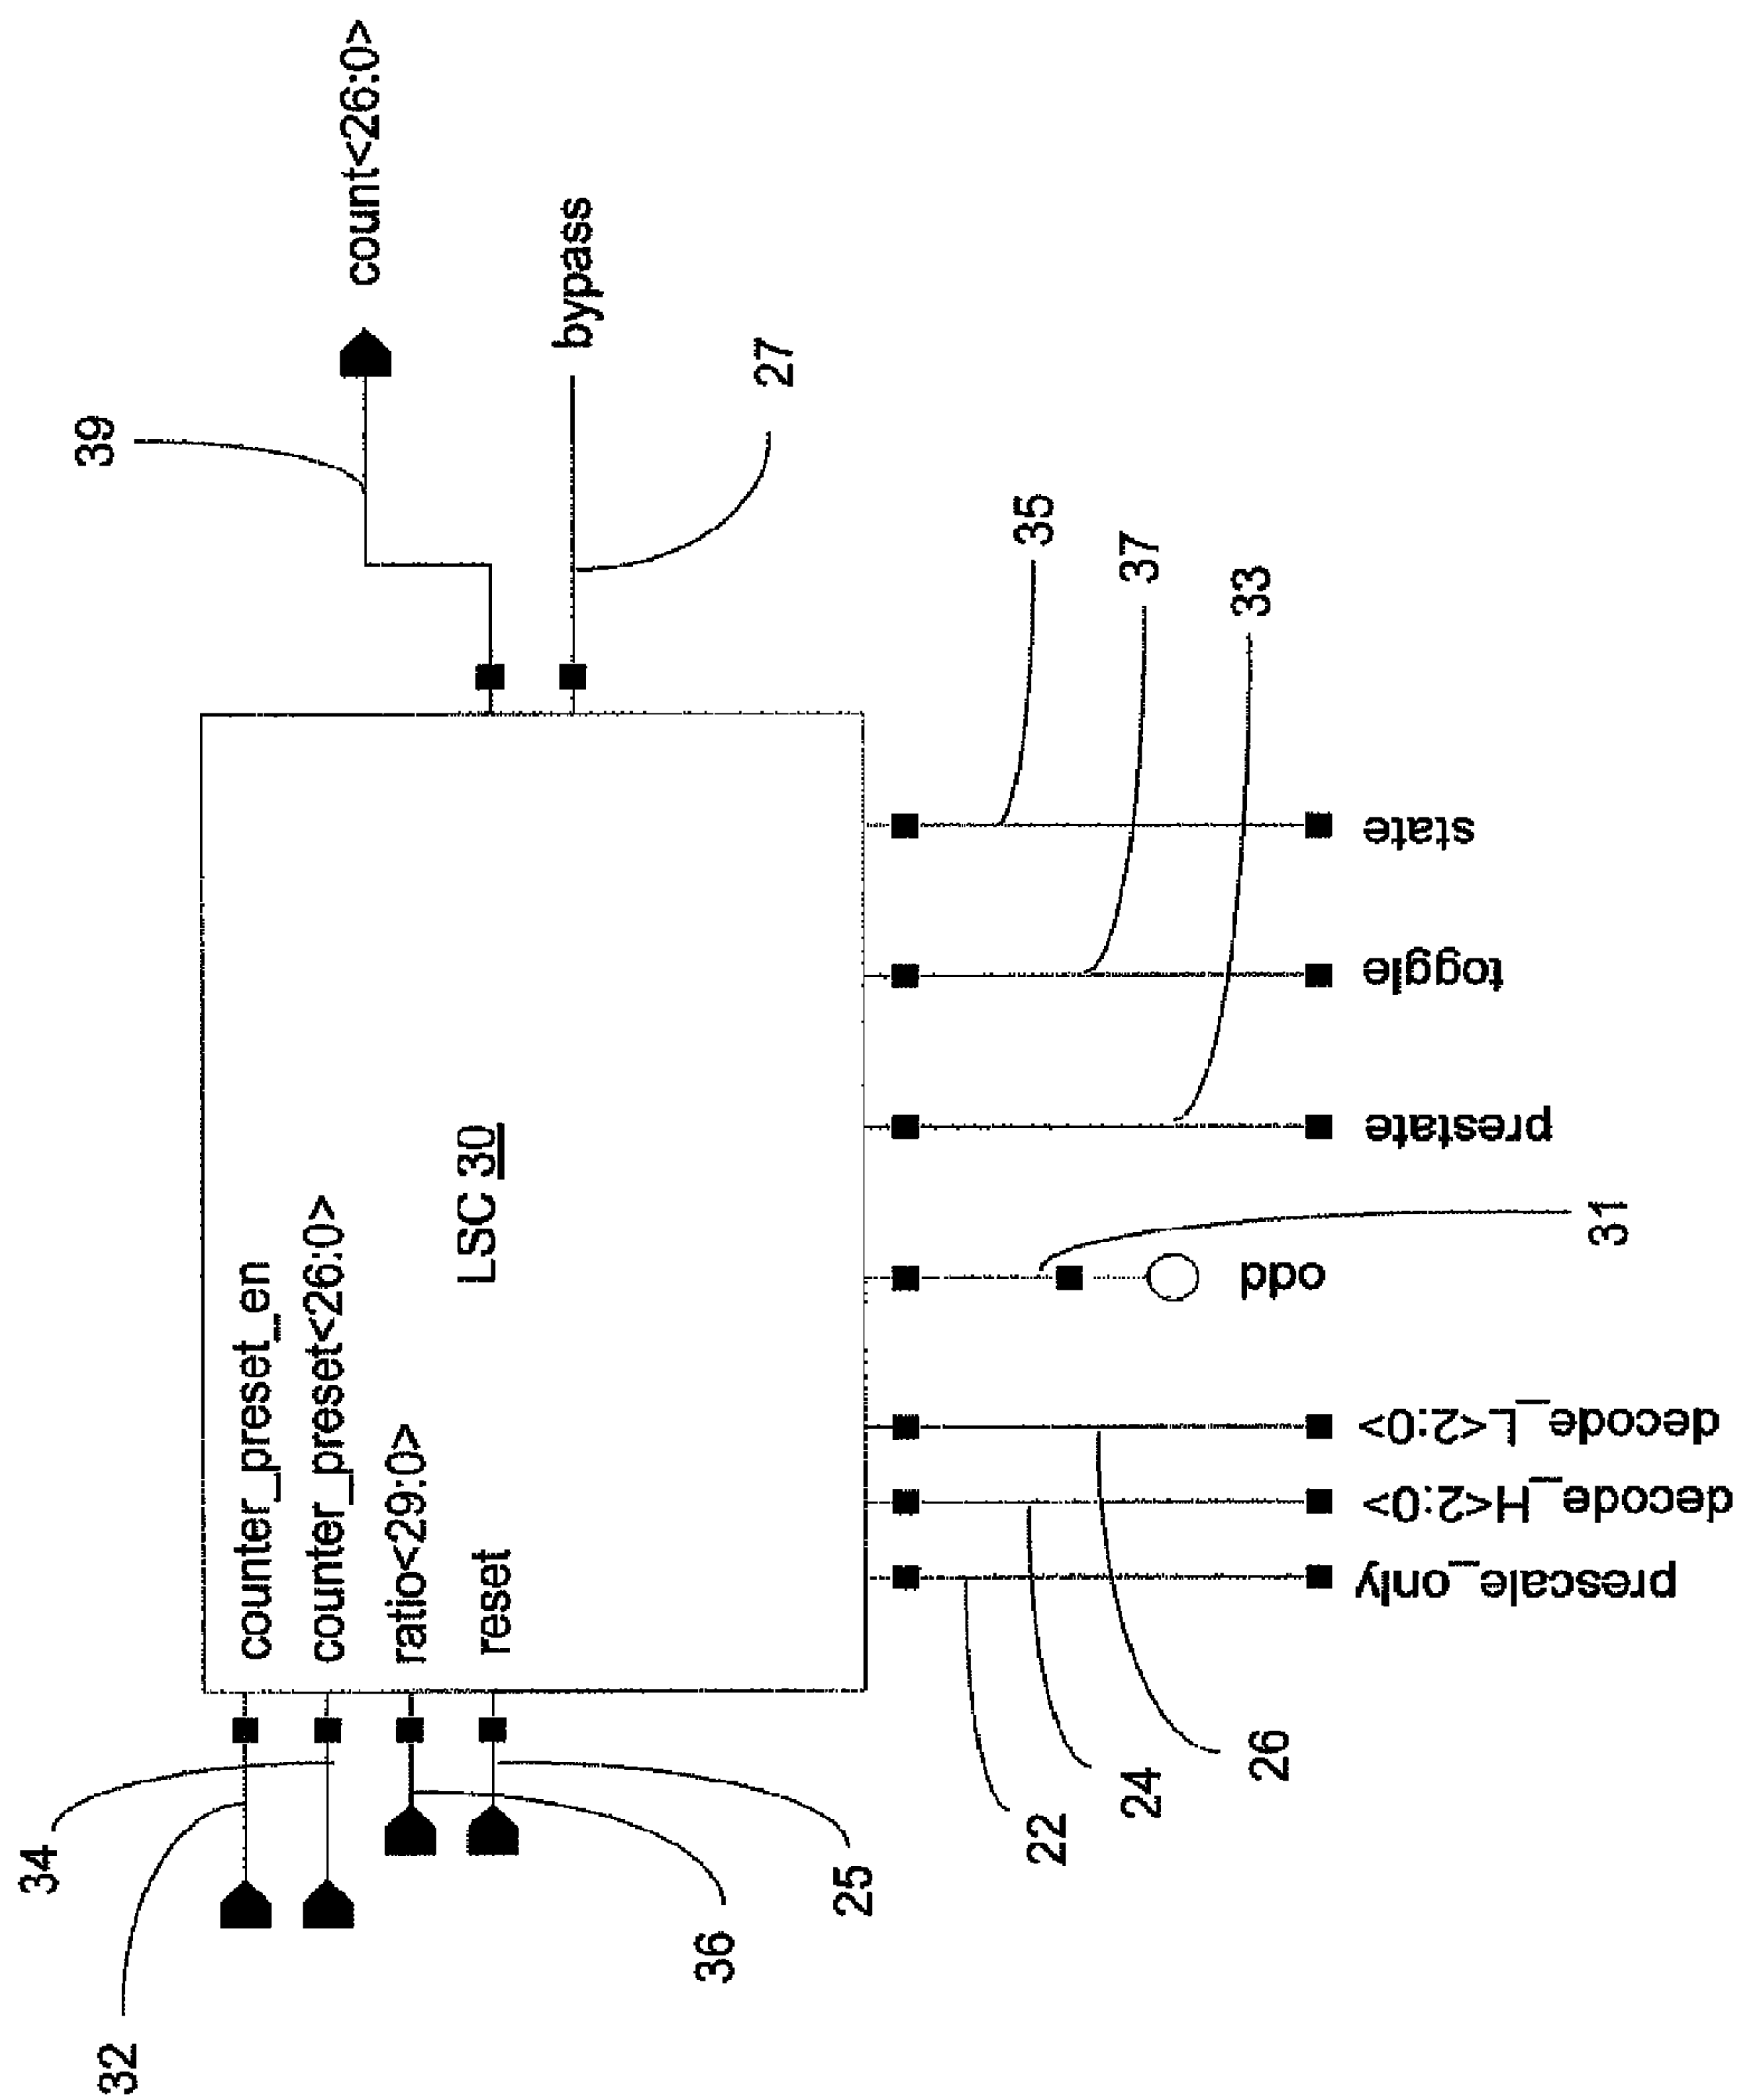 39
count<26:0>
bypass
27
counter_preset_en
counter_preset<26:0>
ratio<29:0>
reset
LSC 30
32
34
36
25
35
37
33
31
22
24
26
state
toggle
prestate
odd
decode_L<2:0>
decode_H<2:0>
prescale_only